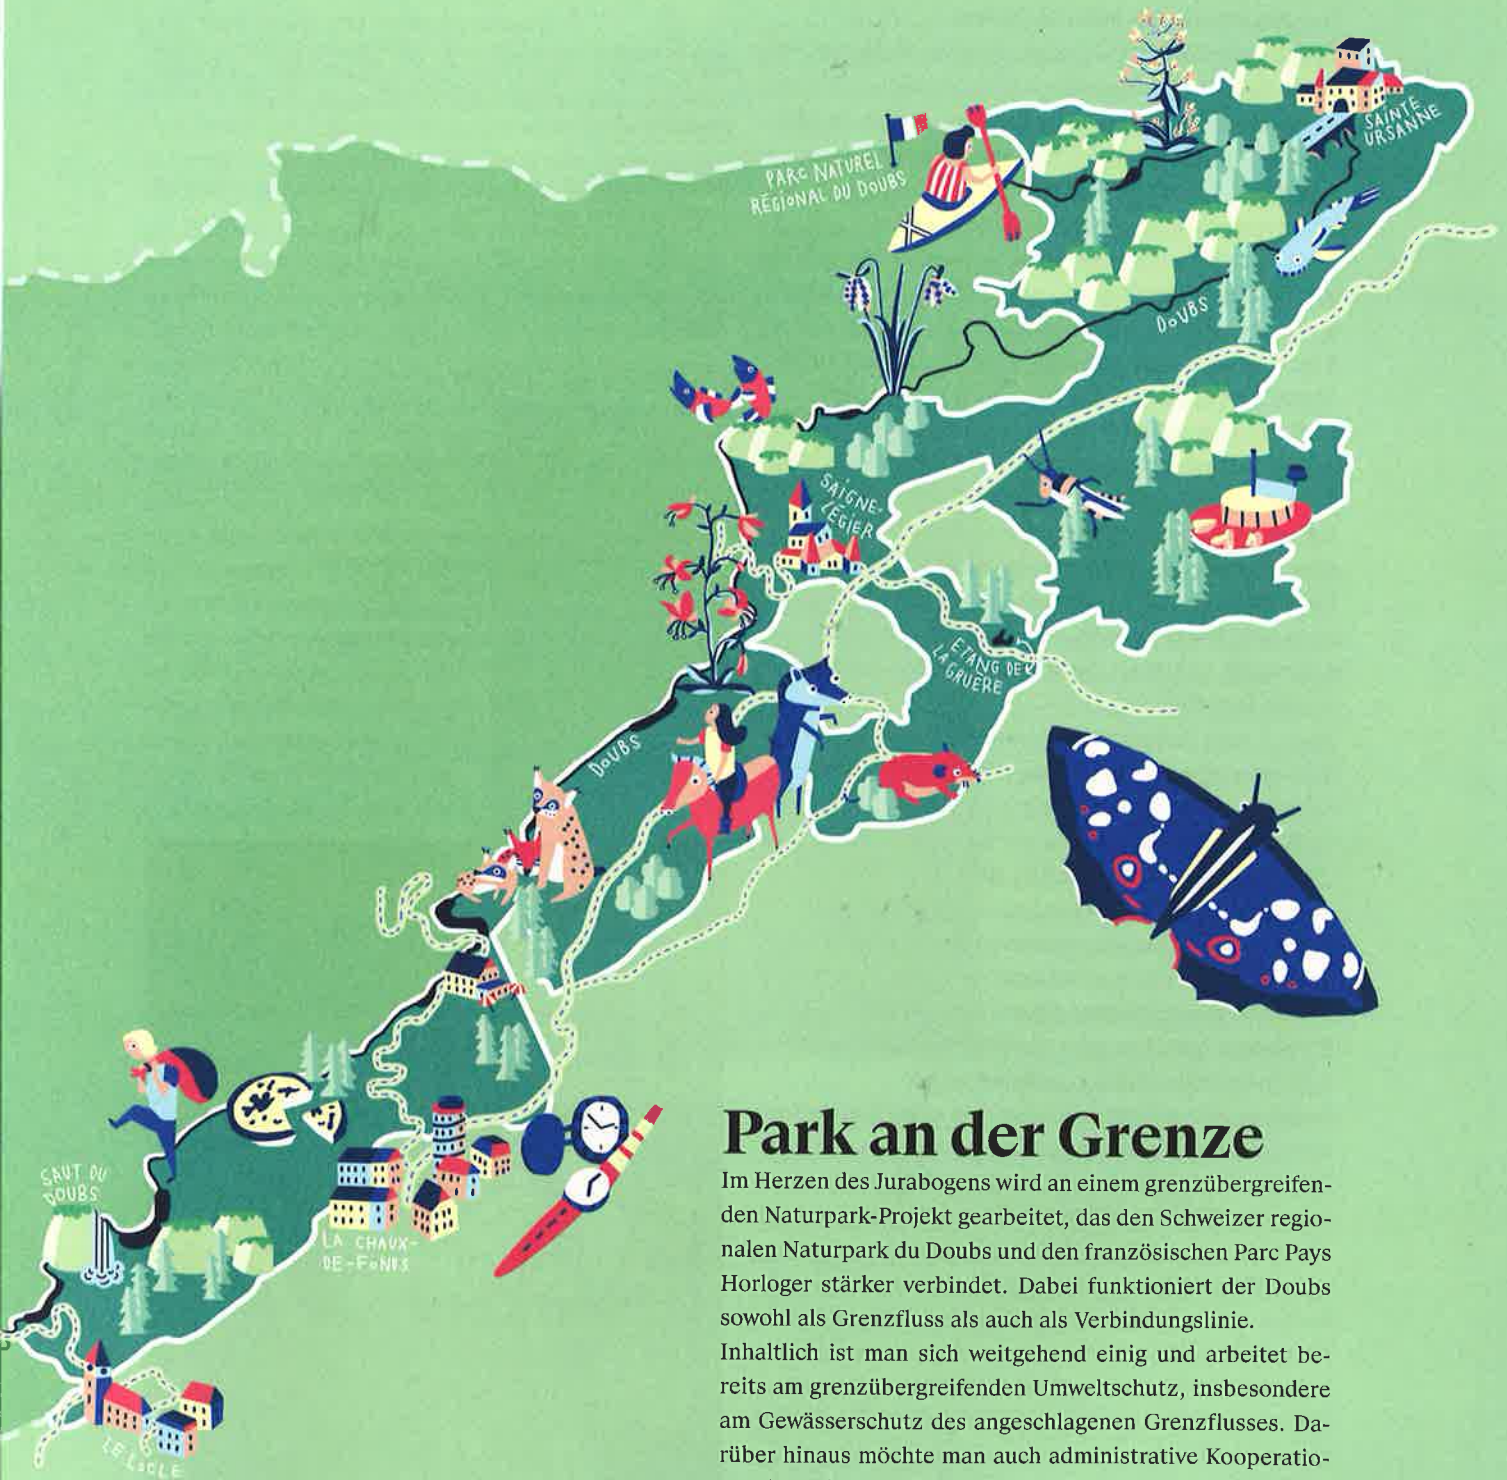 SAINTE
URSANNE
PARC NATUREL
RÉGIONAL DU DOUBS
DOUBS
SAIGNE-
LÉGIER
ETANG DE
LA GRUÈRE
DOUBS
SAUT DU
DOUBS
LA CHAUX-
DE-FONDS
LE LOCLE
Park an der Grenze
Im Herzen des Jurabogens wird an einem grenzübergreifen-
den Naturpark-Projekt gearbeitet, das den Schweizer regio-
nalen Naturpark du Doubs und den französischen Parc Pays
Horloger stärker verbindet. Dabei funktioniert der Doubs
sowohl als Grenzfluss als auch als Verbindungslinie.
Inhaltlich ist man sich weitgehend einig und arbeitet be-
reits am grenzübergreifenden Umweltschutz, insbesondere
am Gewässerschutz des angeschlagenen Grenzflusses. Da-
rüber hinaus möchte man auch administrative Kooperatio-